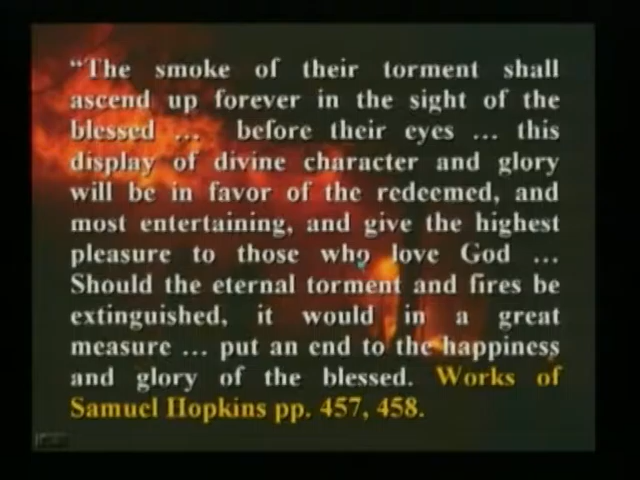 “The smoke of their torment shall
ascend up forever in the sight of the
blessed ... before their eyes ... this
display of divine character and glory
will be in favor of the redeemed, and
most entertaining, and give the highest
pleasure to those who love God ...
Should the eternal torment and fires be
extinguished, it would in a great
measure ... put an end to the happiness
and glory of the blessed. Works of
Samuel Hopkins pp. 457, 458.